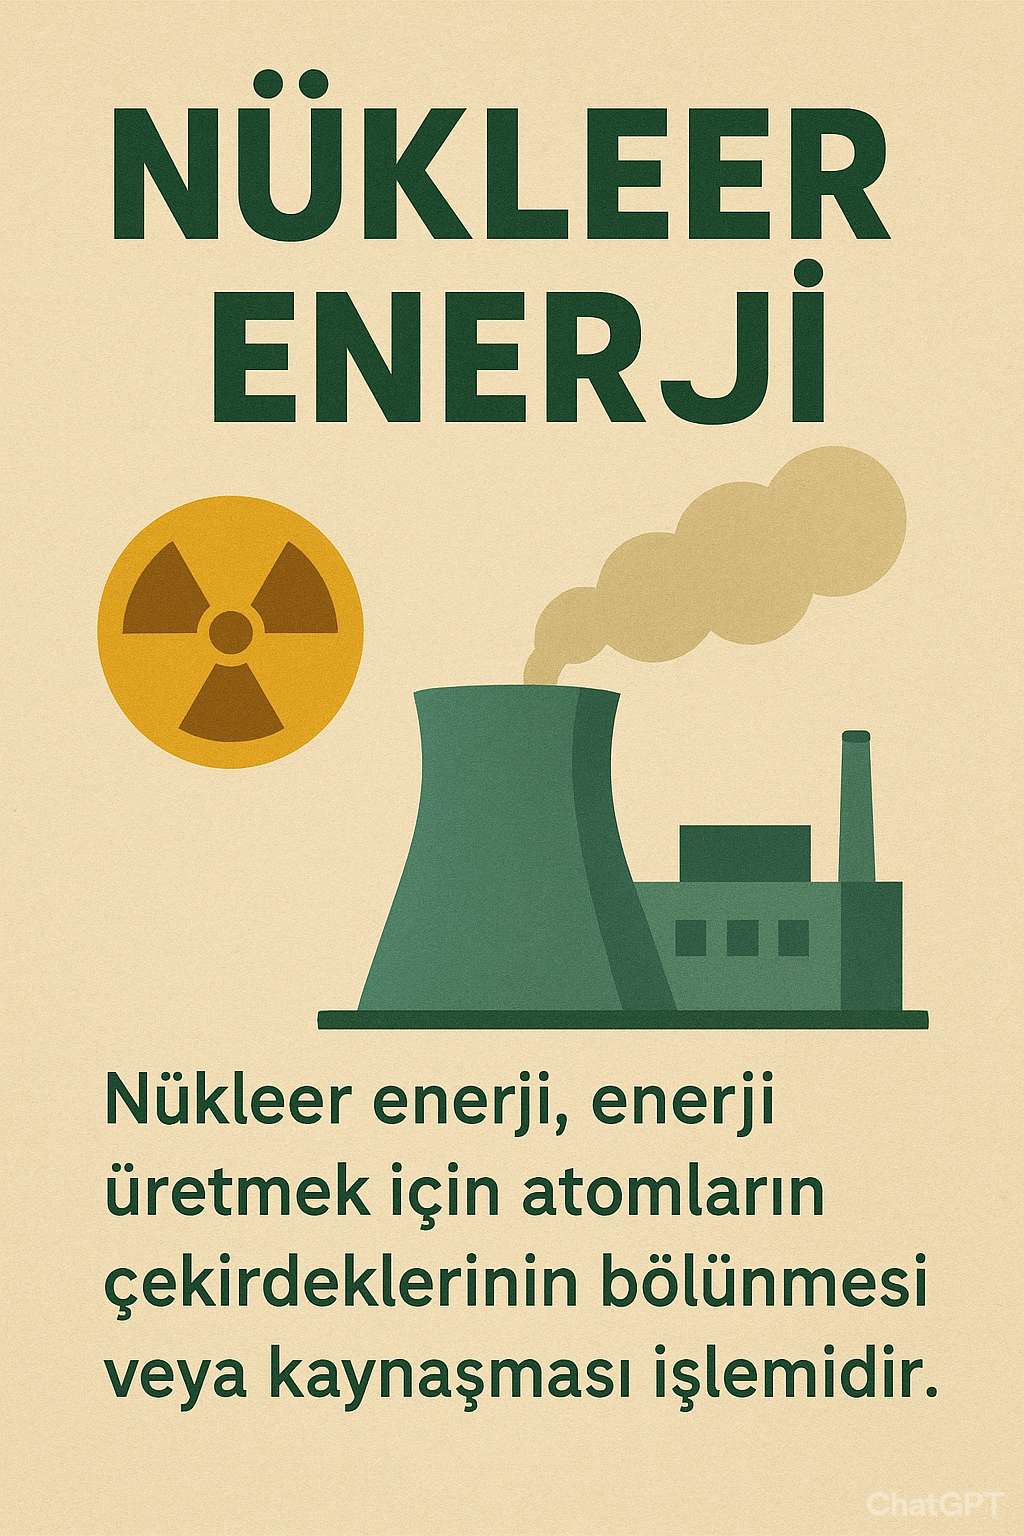 NÜKLEER
ENERJİ
Nükleer enerji, enerji
üretmek için atomların
çekirdeklerinin bölünmesi
veya kaynaşması işlemidir.
ChatGPT